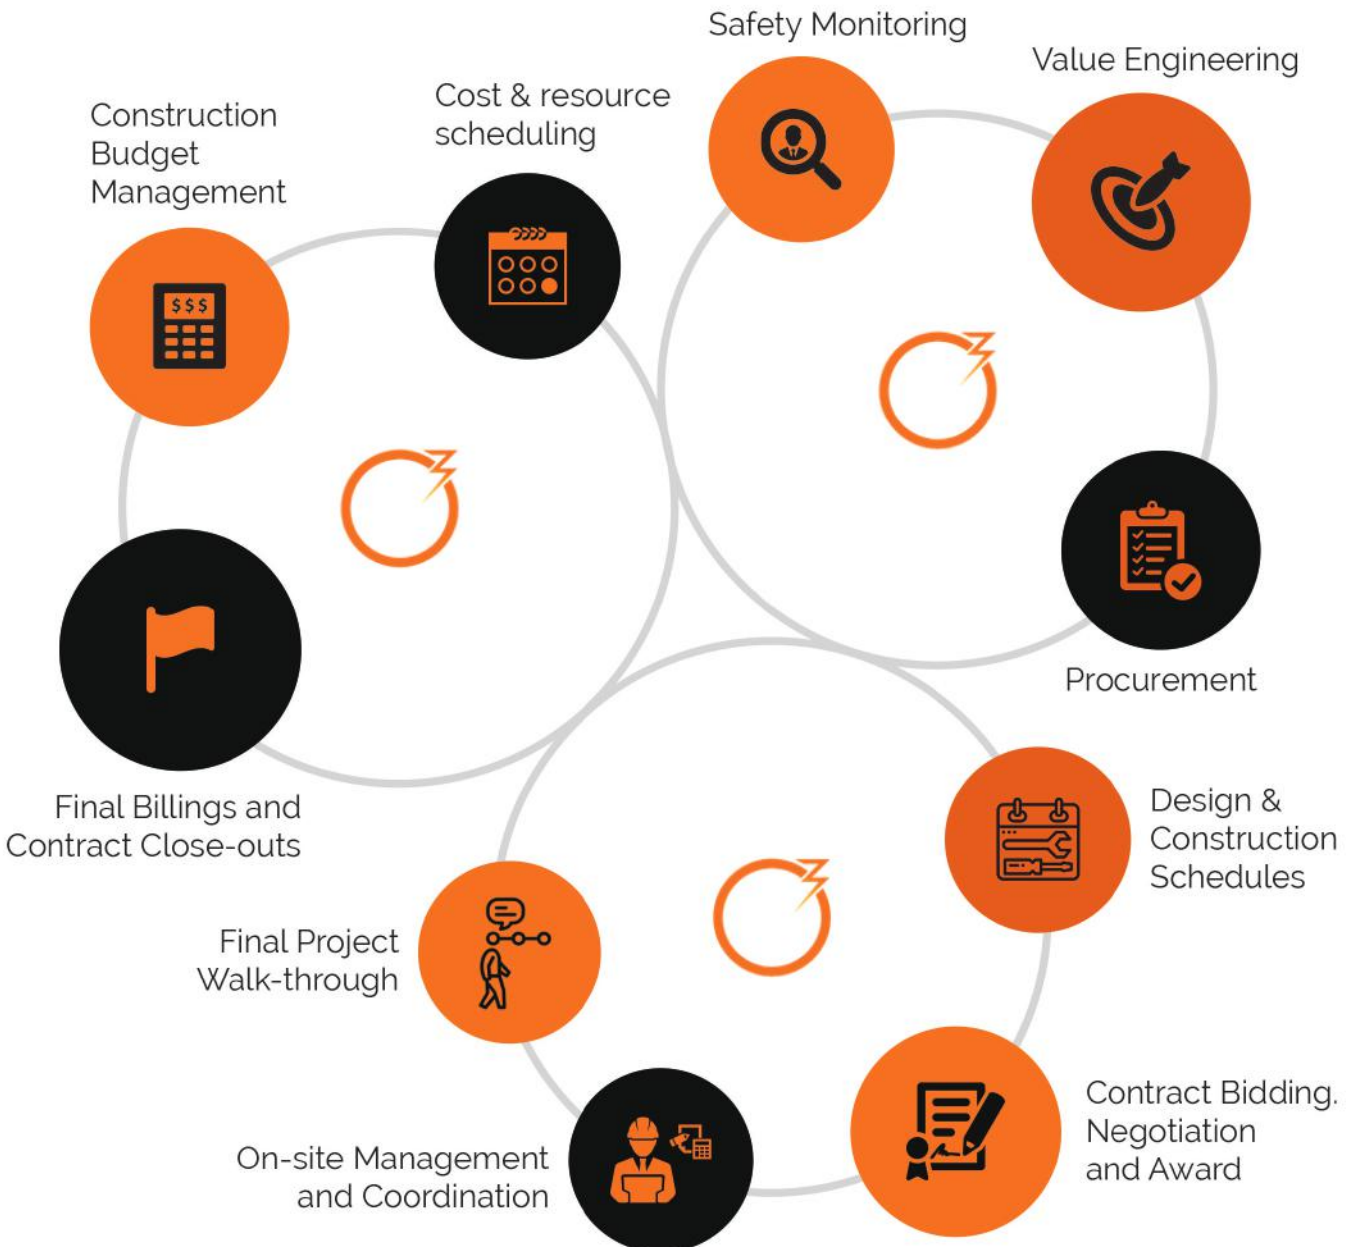 Safety Monitoring
Value Engineering
Cost & resource
scheduling
Construction
Budget
Management
$$$
Procurement
Design &
Construction
Schedules
Final Billings and
Contract Close-outs
Final Project
Walk-through
Contract Bidding.
Negotiation
and Award
On-site Management
and Coordination